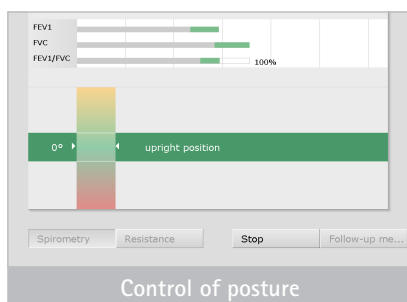 FEV1
FVC
FEV1/FVC
100%
0° upright position
Spirometry Resistance Stop Follow-up me...
Control of posture